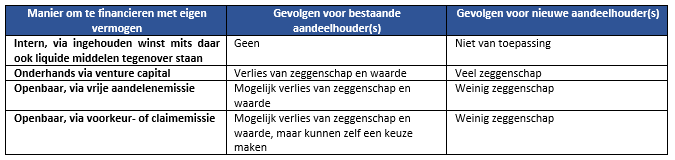 Manier om te financieren met eigen
vermogen
Gevolgen voor bestaande
aandeelhouder(s)
Gevolgen voor nieuwe aandeelhouder(s)
Intern, via ingehouden winst mits daar
ook liquide middelen tegenover staan
Geen
Niet van toepassing
Onderhands via venture capital
Verlies van zeggenschap en waarde
Veel zeggenschap
Openbaar, via vrije aandelenemissie
Mogelijk verlies van zeggenschap en
waarde
Weinig zeggenschap
Openbaar, via voorkeur- of claimemissie
Mogelijk verlies van zeggenschap en
waarde, maar kunnen zelf een keuze
maken
Weinig zeggenschap